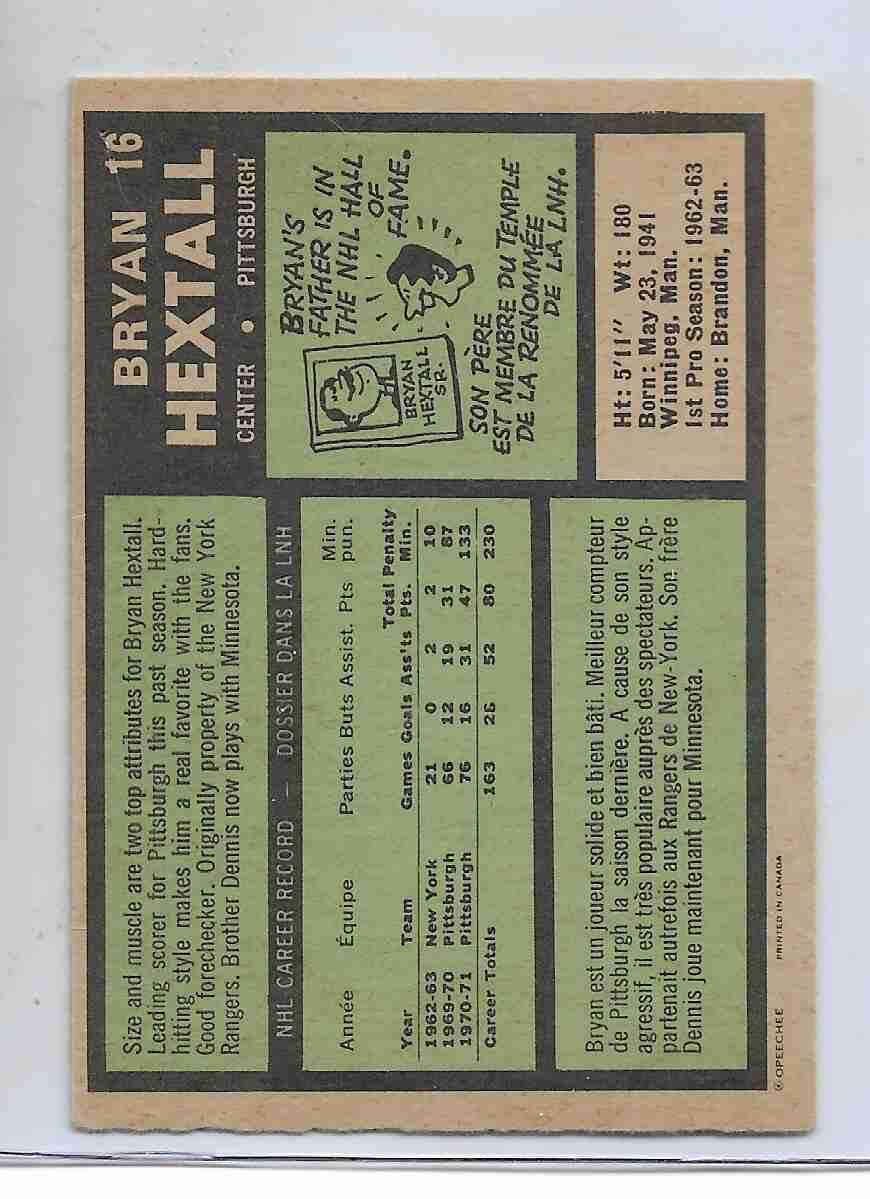 BRYAN 16
HEXTALL
CENTER • PITTSBURGH
Size and muscle are two top attributes for Bryan Hextall.
Leading scorer for Pittsburgh this past season. Hard-
hitting style makes him a real favorite with the fans.
Good forechecker. Originally property of the New York
Rangers. Brother Dennis now plays with Minnesota.
BRYAN'S
FATHER IS IN
THE NHL HALL
OF
FAME.
BRYAN
HEXTALL
SR.
SON PÈRE
EST MEMBRE DU TEMPLE
DE LA RENOMMÉE
DE LA LNH.
NHL CAREER RECORD — DOSSIER DANS LA LNH
Min.
Année Équipe Parties Buts Assist. Pts pun.
Total Penalty
Year Team Games Goals Ass'ts Pts. Min.
1962-63 New York 21 0 2 2 10
1969-70 Pittsburgh 66 12 19 31 87
1970-71 Pittsburgh 76 16 31 47 133
Career Totals 163 28 52 80 230
Ht: 5'11" Wt: 180
Born: May 23, 1941
Winnipeg, Man.
1st Pro Season: 1962-63
Home: Brandon, Man.
Bryan est un joueur solide et bien bâti. Meilleur compteur
de Pittsburgh la saison dernière. A cause de son style
agressif, il est très populaire auprès des spectateurs. Ap-
partenait autrefois aux Rangers de New-York. Son frère
Dennis joue maintenant pour Minnesota.
© OPEECHEE PRINTED IN CANADA